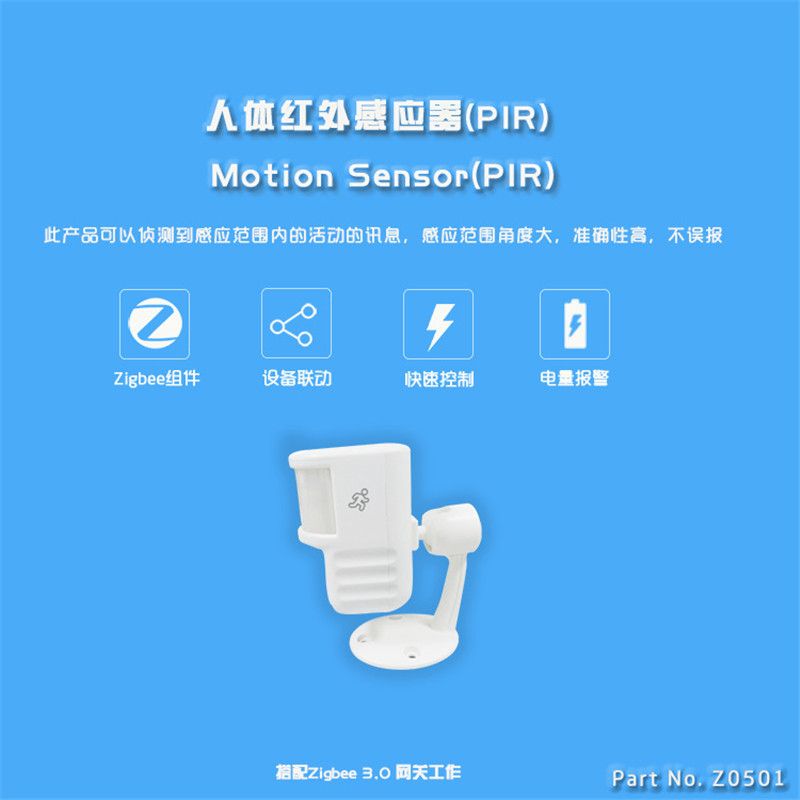 人体红外感应器(PIR)
Motion Sensor(PIR)
此产品可以侦测到感应范围内的活动的讯息，感应范围角度大，准确性高，不误报
Zigbee组件
设备联动
快速控制
电量报警
搭配Zigbee 3.0 网关工作
Part No. Z0501